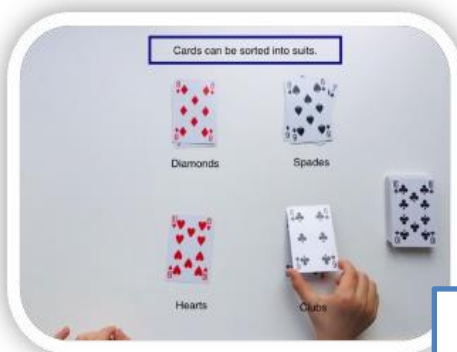 Cards can be sorted into suits.
Diamonds
Spades
Hearts
Clubs